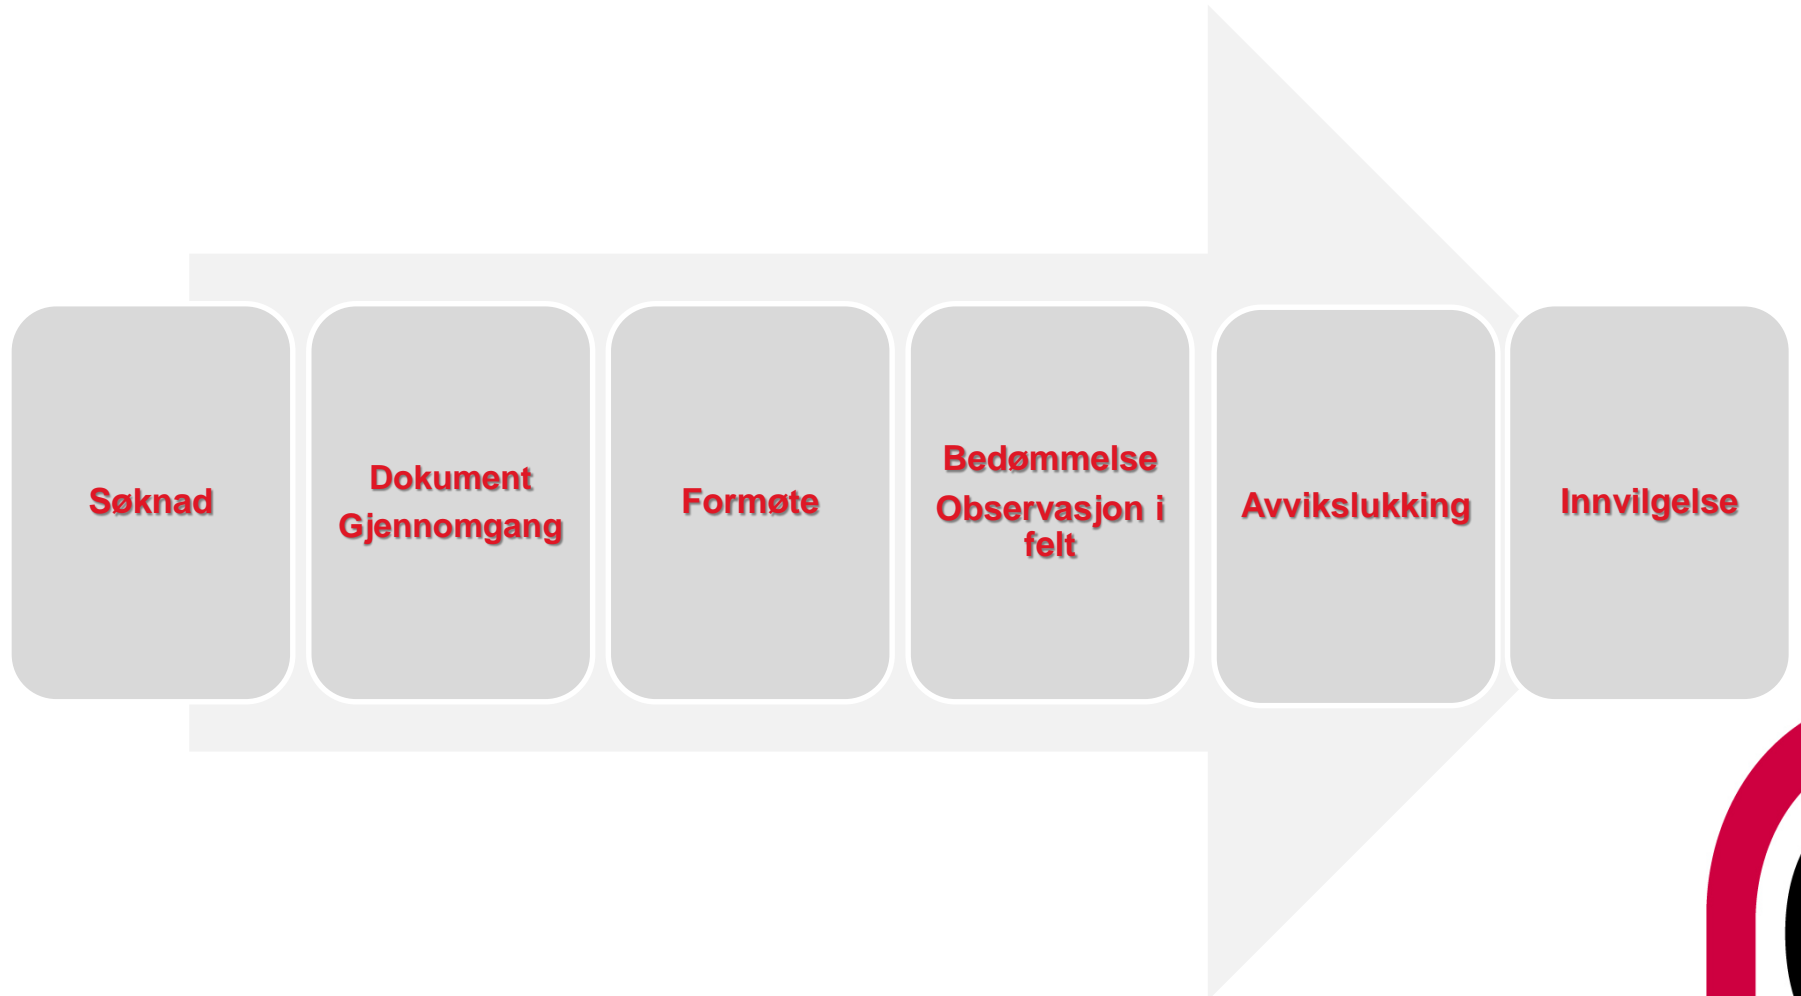 Søknad
Dokument
Gjennomgang
Formøte
Bedømmelse
Observasjon i
felt
Avvikslukking
Innvilgelse